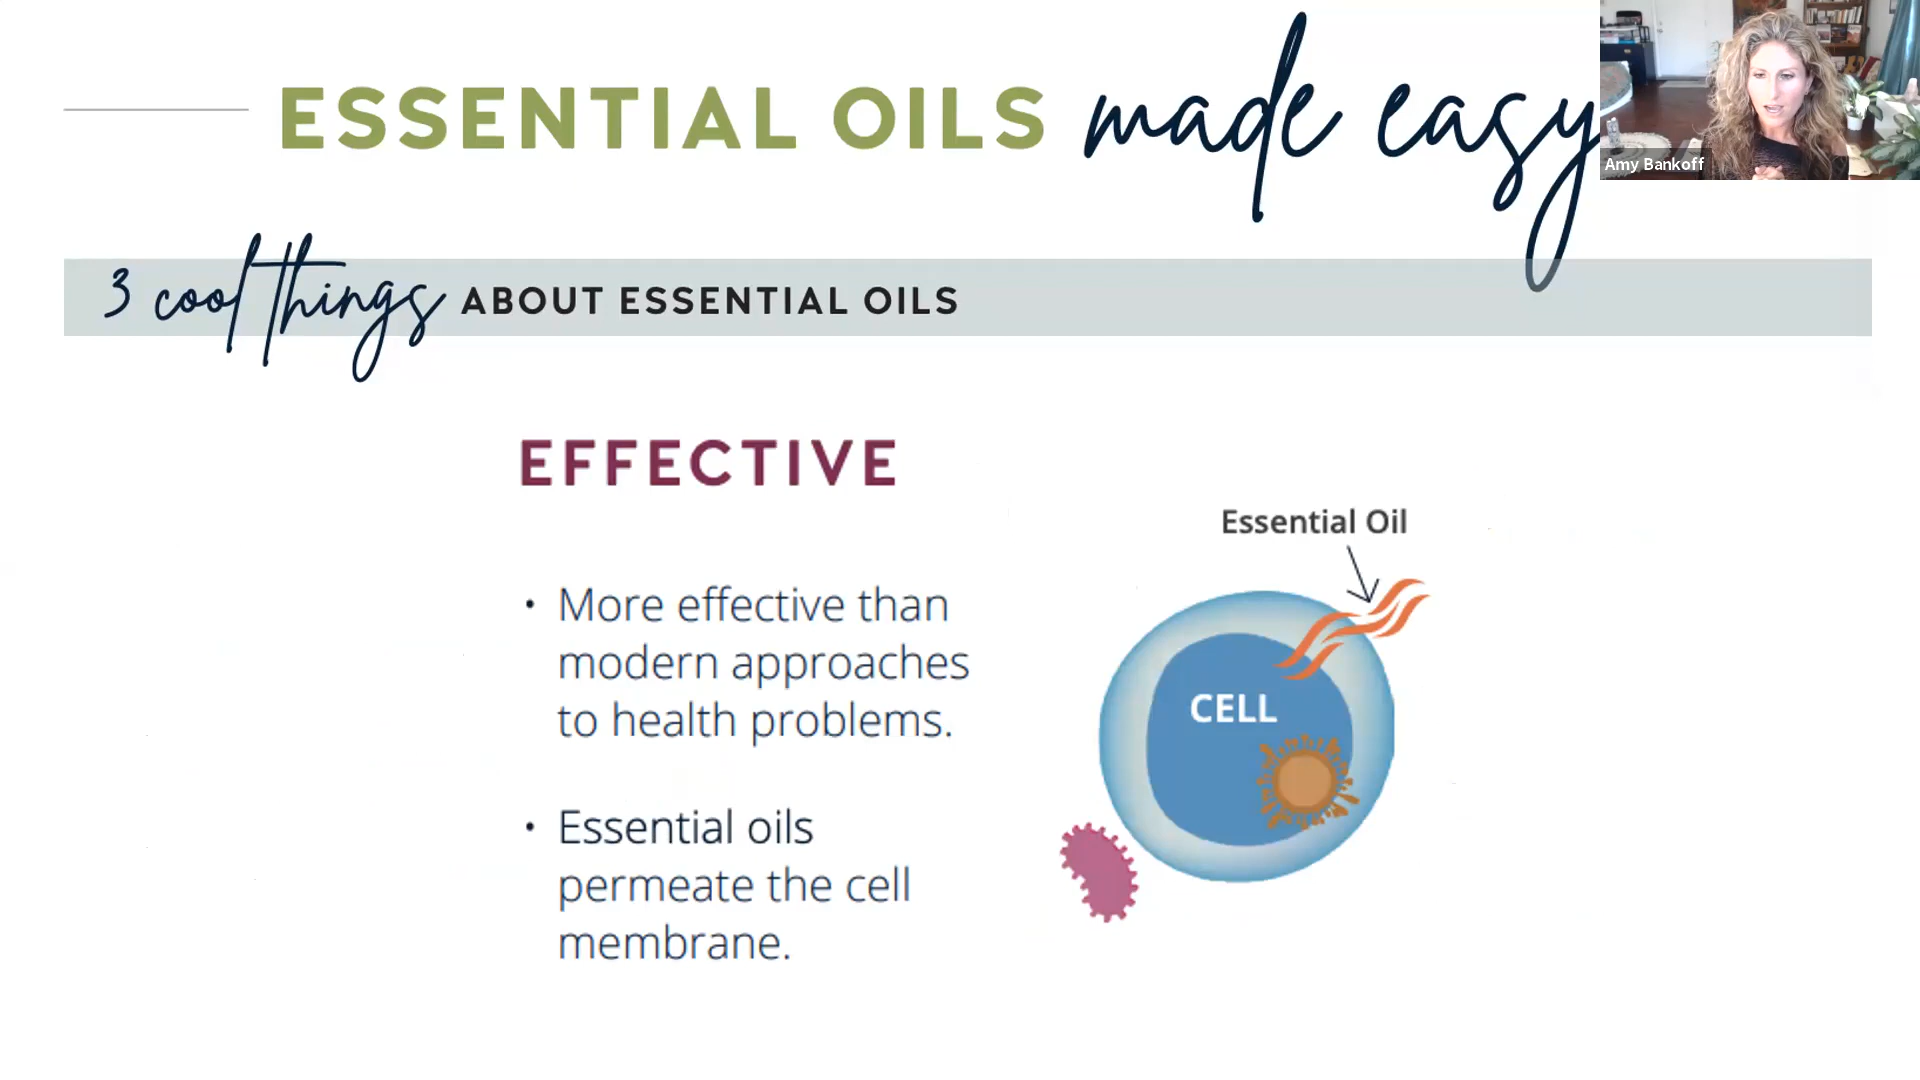 ESSENTIAL OILS made easy
Amy Bankoff
3 cool things ABOUT ESSENTIAL OILS
EFFECTIVE
Essential Oil
• More effective than
modern approaches
to health problems.
CELL
• Essential oils
permeate the cell
membrane.